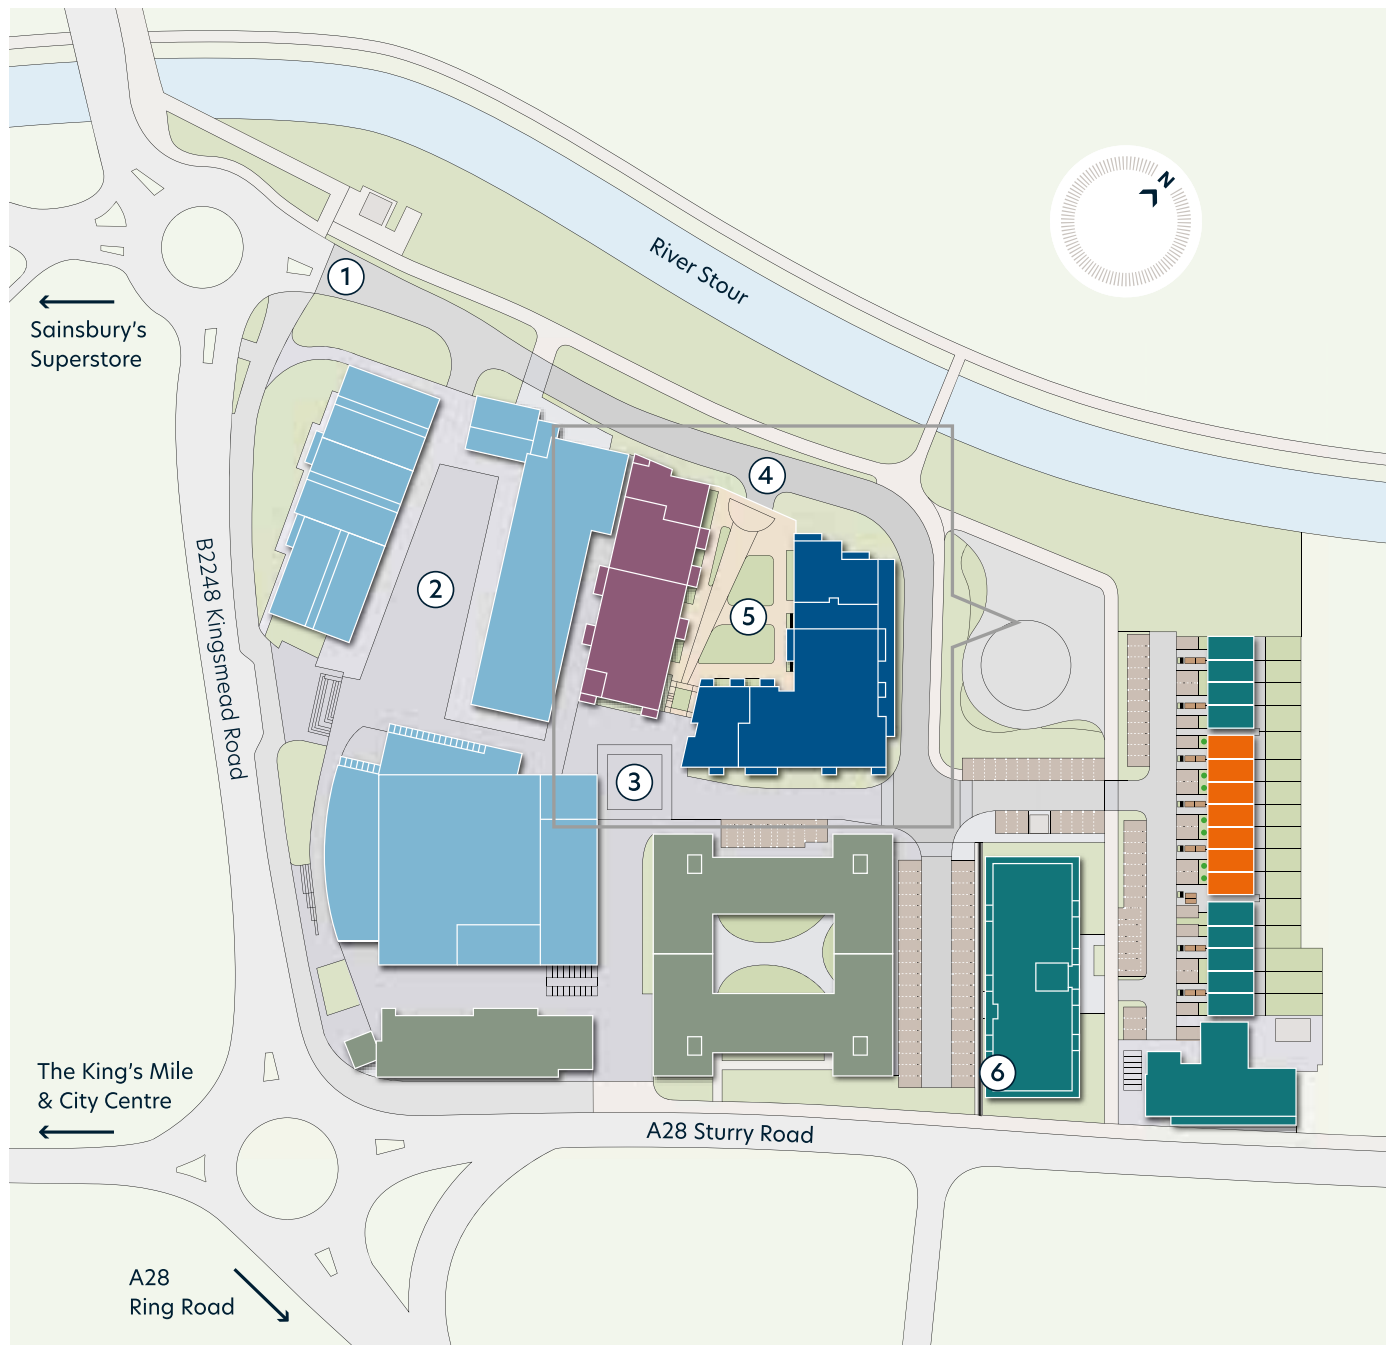 N
River Stour
1
Sainsbury's
Superstore
4
2
5
B2248 Kingsmead Road
3
The King's Mile
& City Centre
6
A28 Sturry Road
A28
Ring Road